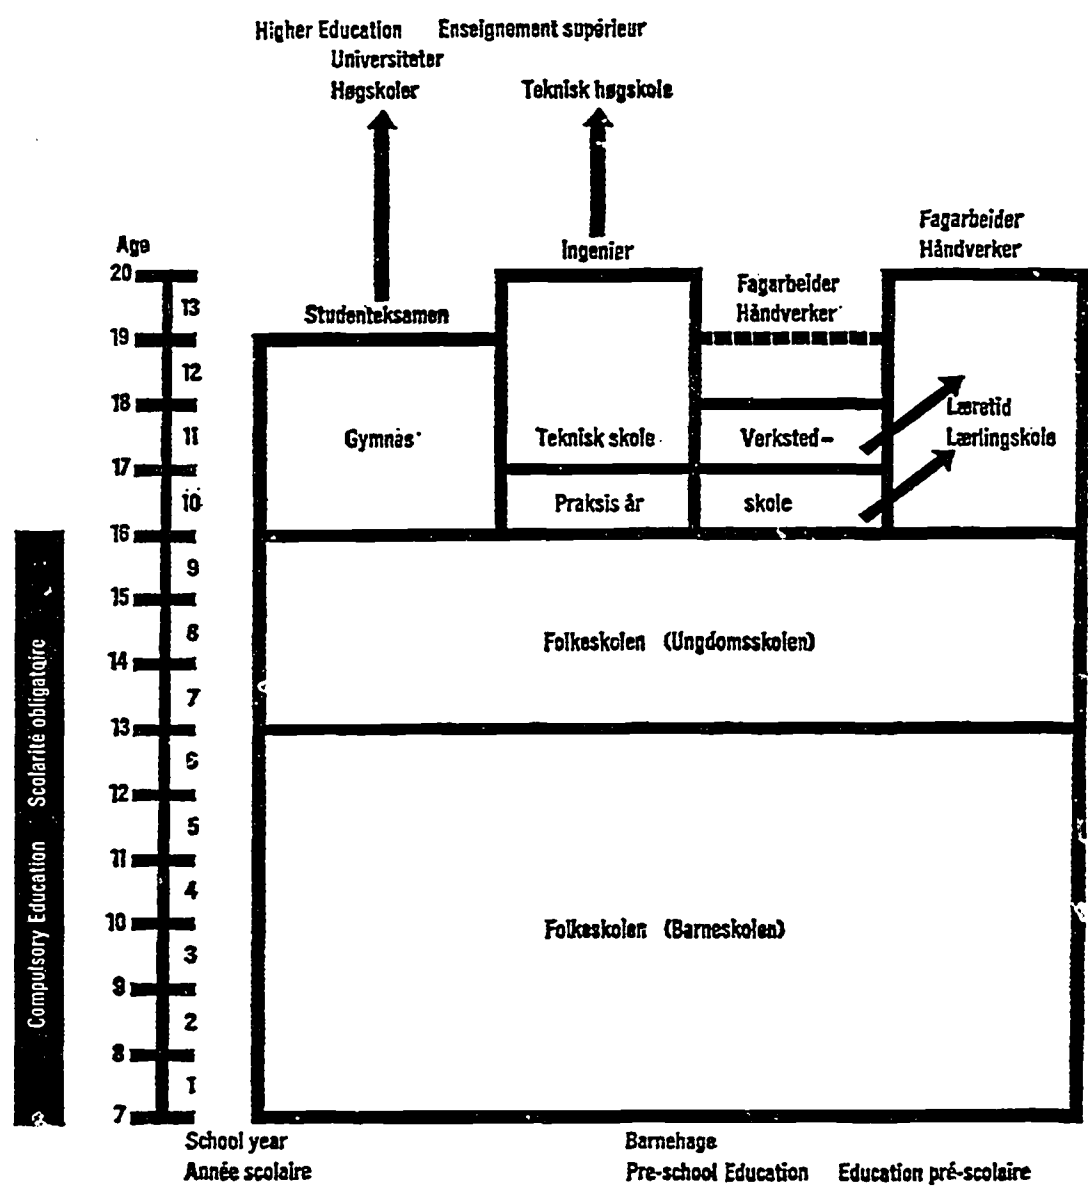 Higher Education Enseignement supérieur
Universiteter
Høgskoler
Teknisk høgskole
Fagarbeider
Håndverker
Age
Ingeniør
20
Fagarbeider
Håndverker
13
Studenteksamen
19
12
18
Læretid
11
Gymnas
Teknisk skole
Verksted-
Lærlingskole
17
10
Praksis år
skole
16
9
15
8
Folkeskolen (Ungdomsskolen)
14
7
13
6
12
5
11
4
10
Folkeskolen (Barneskolen)
3
9
2
8
1
7
Compulsory Education Scolarité obligatoire
School year
Année scolaire
Barnehage
Pre-school Education Education pré-scolaire